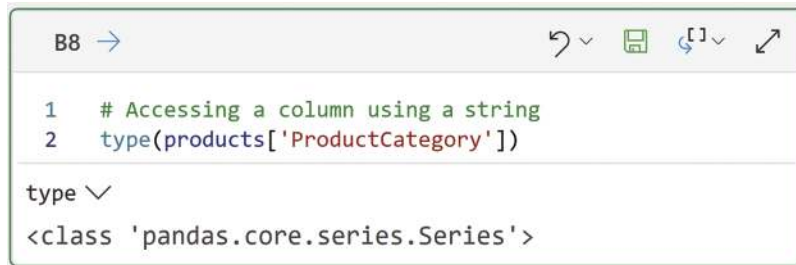 B8
[]
1 # Accessing a column using a string
2 type(products['ProductCategory'])
type
<class 'pandas.core.series.Series'>